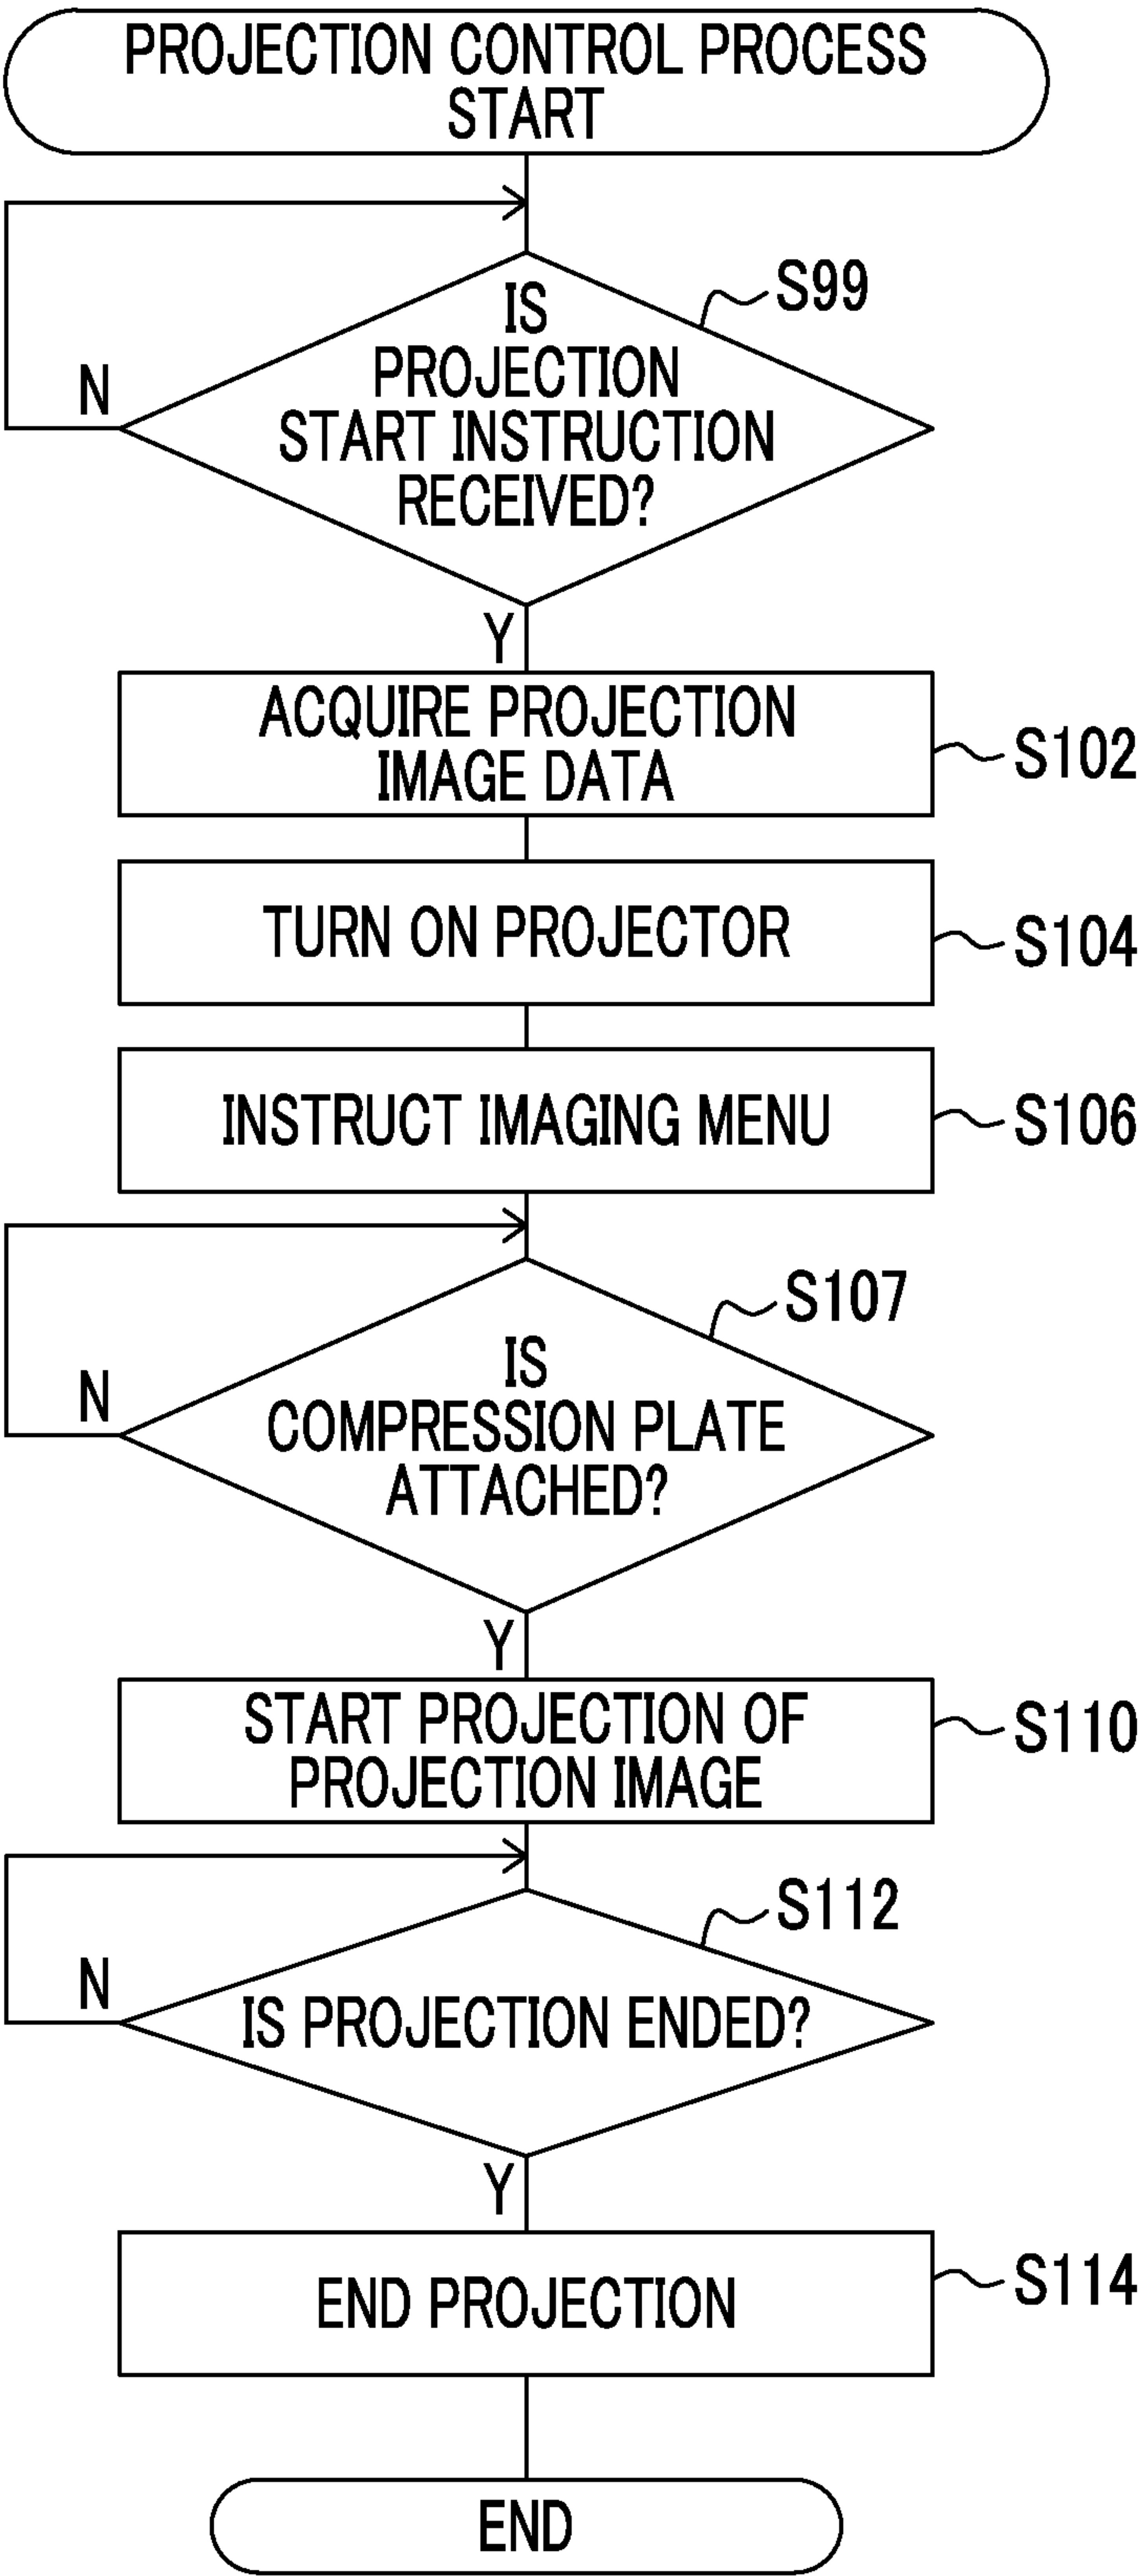 PROJECTION CONTROL PROCESS
START
S99
IS
PROJECTION
START INSTRUCTION
RECEIVED?
N
Y
ACQUIRE PROJECTION
IMAGE DATA
S102
TURN ON PROJECTOR
S104
INSTRUCT IMAGING MENU
S106
S107
IS
COMPRESSION PLATE
ATTACHED?
N
Y
START PROJECTION OF
PROJECTION IMAGE
S110
S112
IS PROJECTION ENDED?
N
Y
END PROJECTION
S114
END